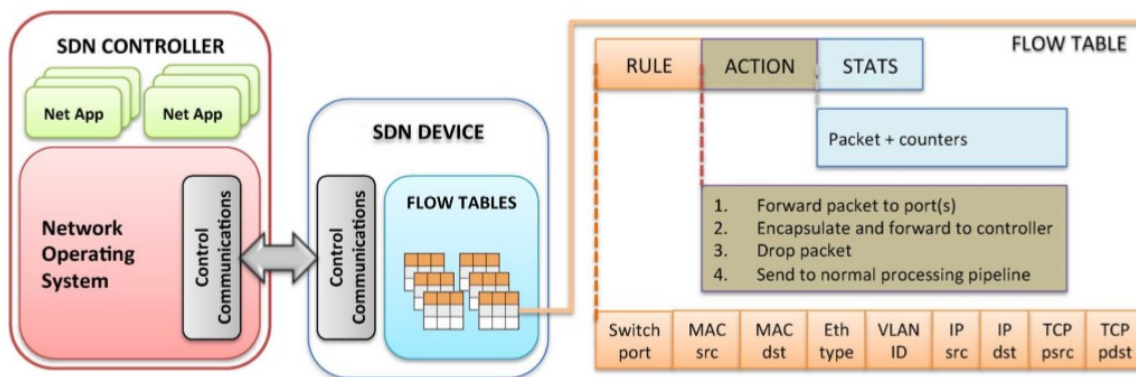 SDN CONTROLLER
Net App
Net App
Network
Operating
System
Control
Communications
SDN DEVICE
Control
Communications
FLOW TABLES
FLOW TABLE
RULE
ACTION
STATS
Packet + counters
1. Forward packet to port(s)
2. Encapsulate and forward to controller
3. Drop packet
4. Send to normal processing pipeline
Switch
port
MAC
src
MAC
dst
Eth
type
VLAN
ID
IP
src
IP
dst
TCP
psrc
TCP
pdst